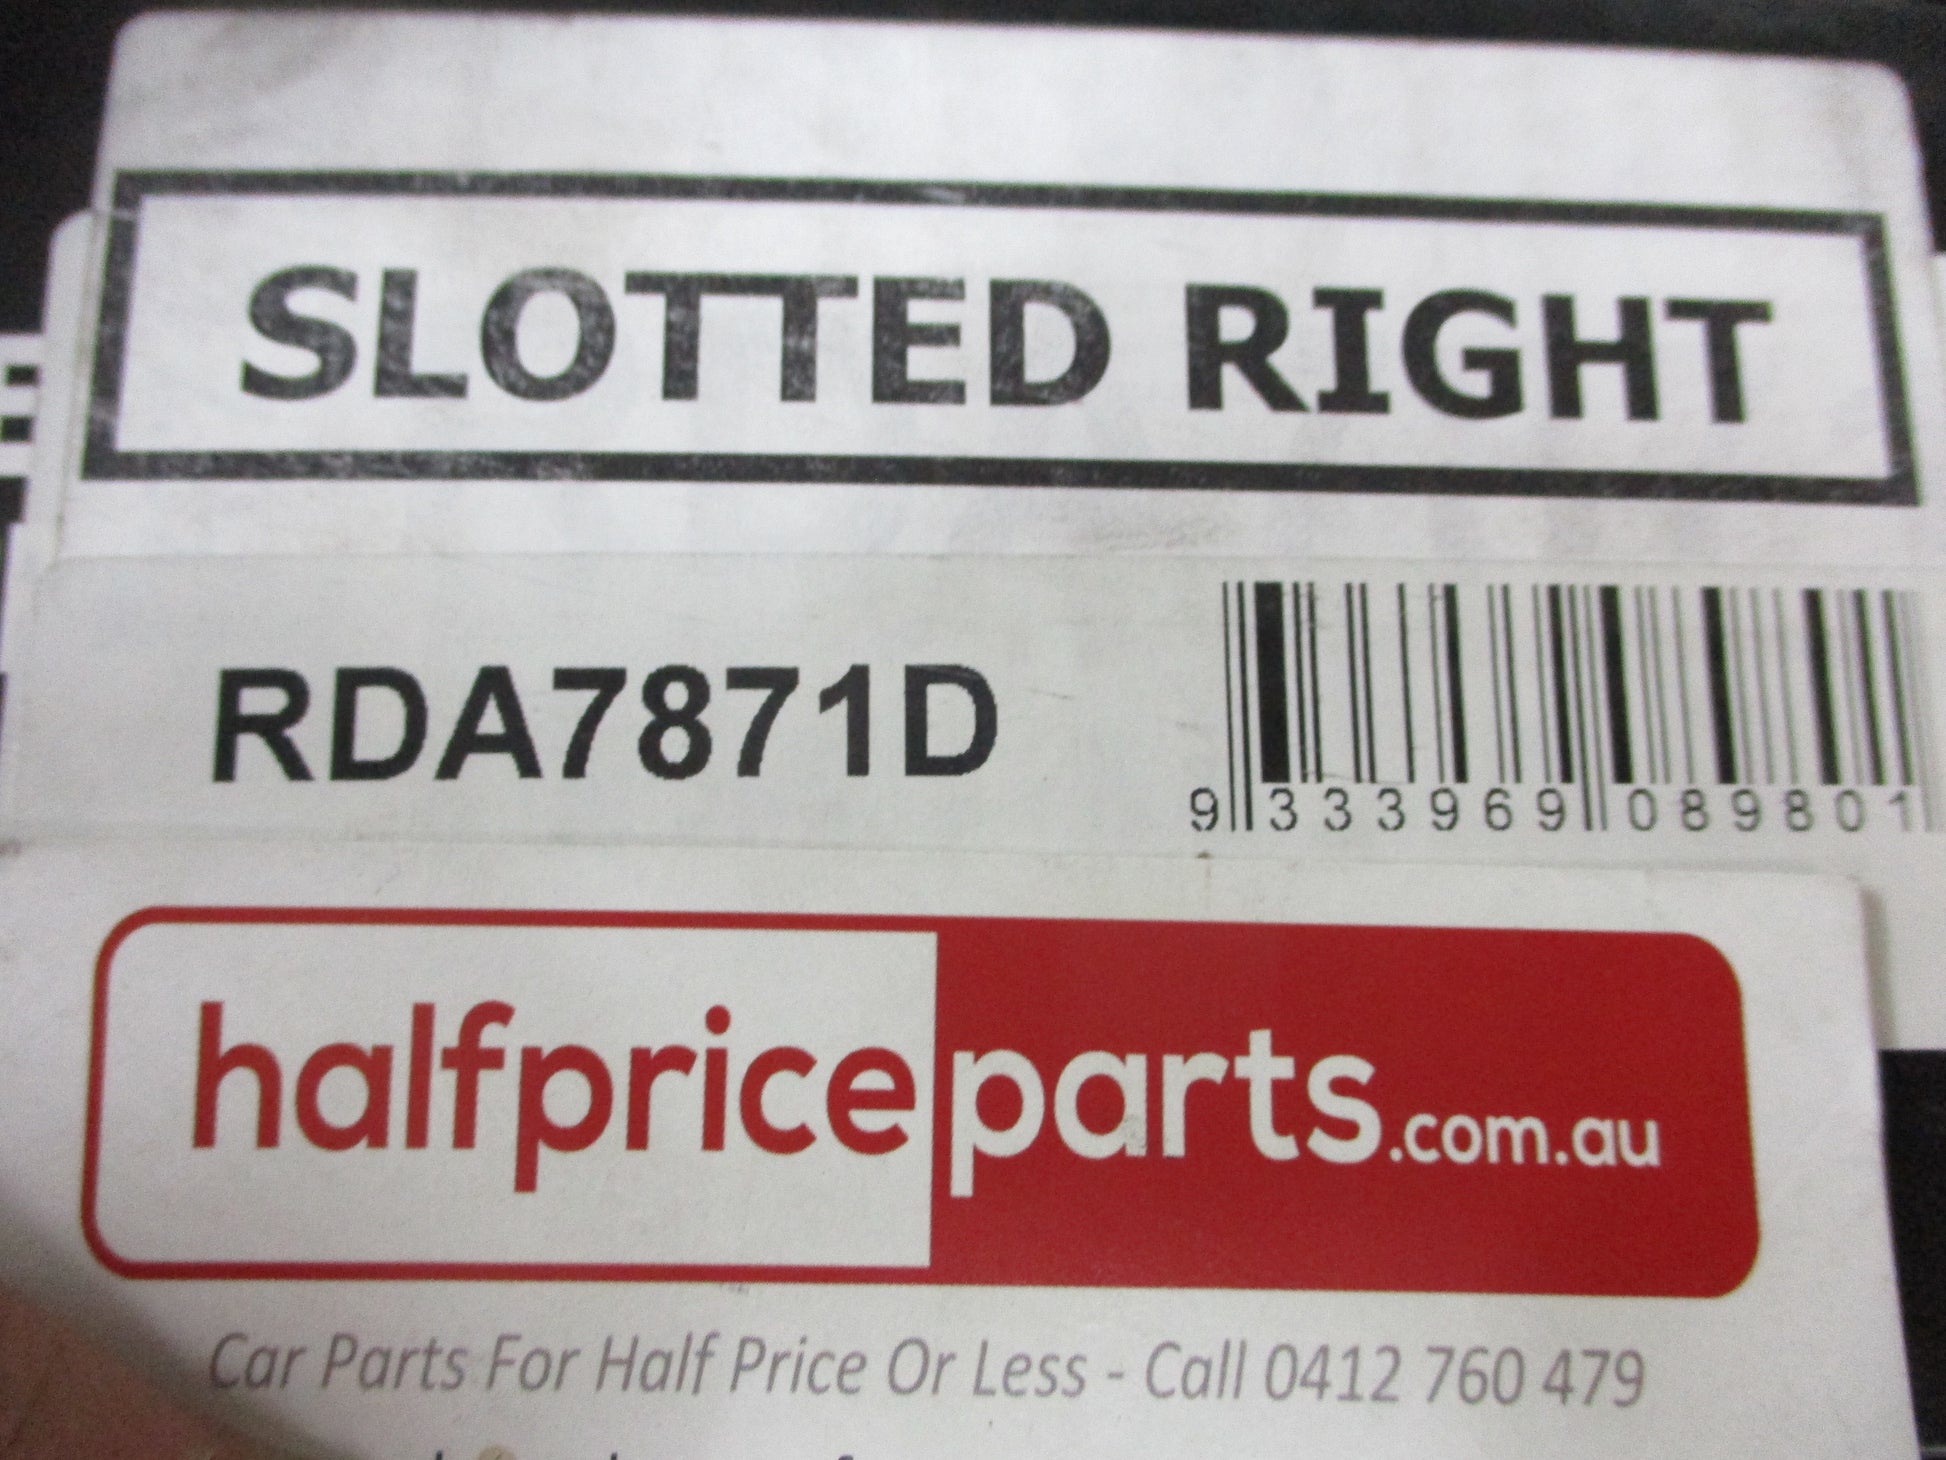 SLOTTED RIGHT
RDA7871D
9 333969 089801
halfpriceparts.com.au
Car Parts For Half Price Or Less - Call 0412 760 479